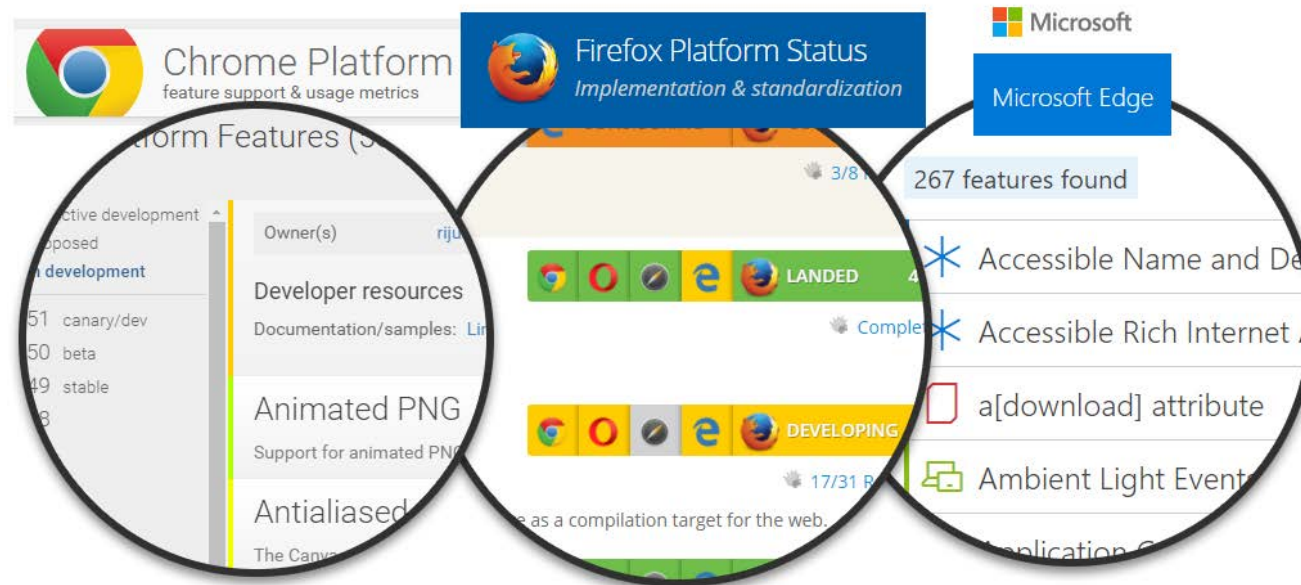 Chrome Platform
feature support & usage metrics
Features
development
development
51 canary/dev
50 beta
49 stable
Owner(s)
Developer resources
Documentation/samples:
Animated PNG
Support for animated PNG
Antialiased
The
Firefox Platform Status
Implementation & standardization
3/8
LANDED
DEVELOPING
17/31
as a compilation target for the web.
Microsoft
Microsoft Edge
267 features found
Accessible Name and
Accessible Rich Internet
a[download] attribute
Ambient Light Events